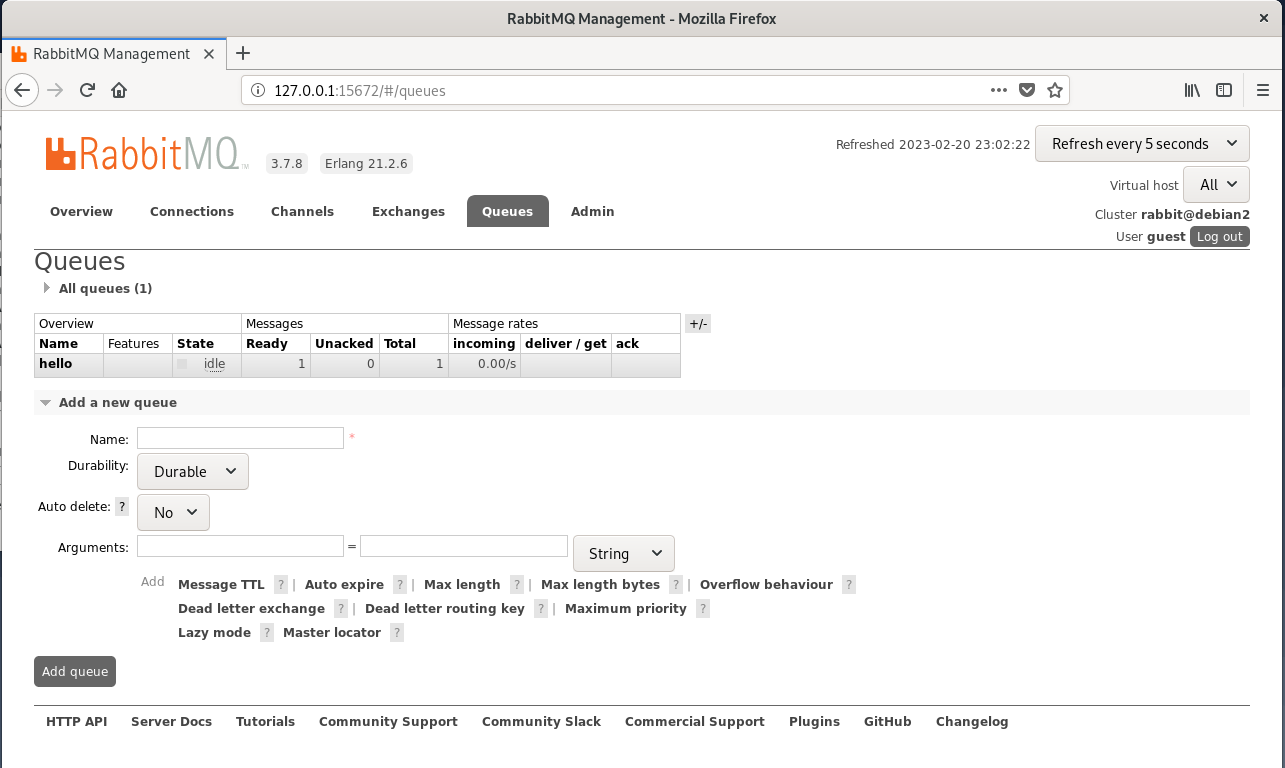 RabbitMQ Management - Mozilla Firefox ×
RabbitMQ Management × +
127.0.0.1:15672/#/queues
RabbitMQ ™ 3.7.8 Erlang 21.2.6
Refreshed 2023-02-20 23:02:22 Refresh every 5 seconds
Virtual host All
Cluster rabbit@debian2
User guest Log out
Overview Connections Channels Exchanges Queues Admin
Queues
All queues (1)
Overview Messages Message rates +/-
Name Features State Ready Unacked Total incoming deliver / get ack
hello idle 1 0 1 0.00/s
Add a new queue
Name: *
Durability: Durable
Auto delete: ? No
Arguments: = String
Add Message TTL ? | Auto expire ? | Max length ? | Max length bytes ? | Overflow behaviour ?
Dead letter exchange ? | Dead letter routing key ? | Maximum priority ?
Lazy mode ? Master locator ?
Add queue
HTTP API Server Docs Tutorials Community Support Community Slack Commercial Support Plugins GitHub Changelog